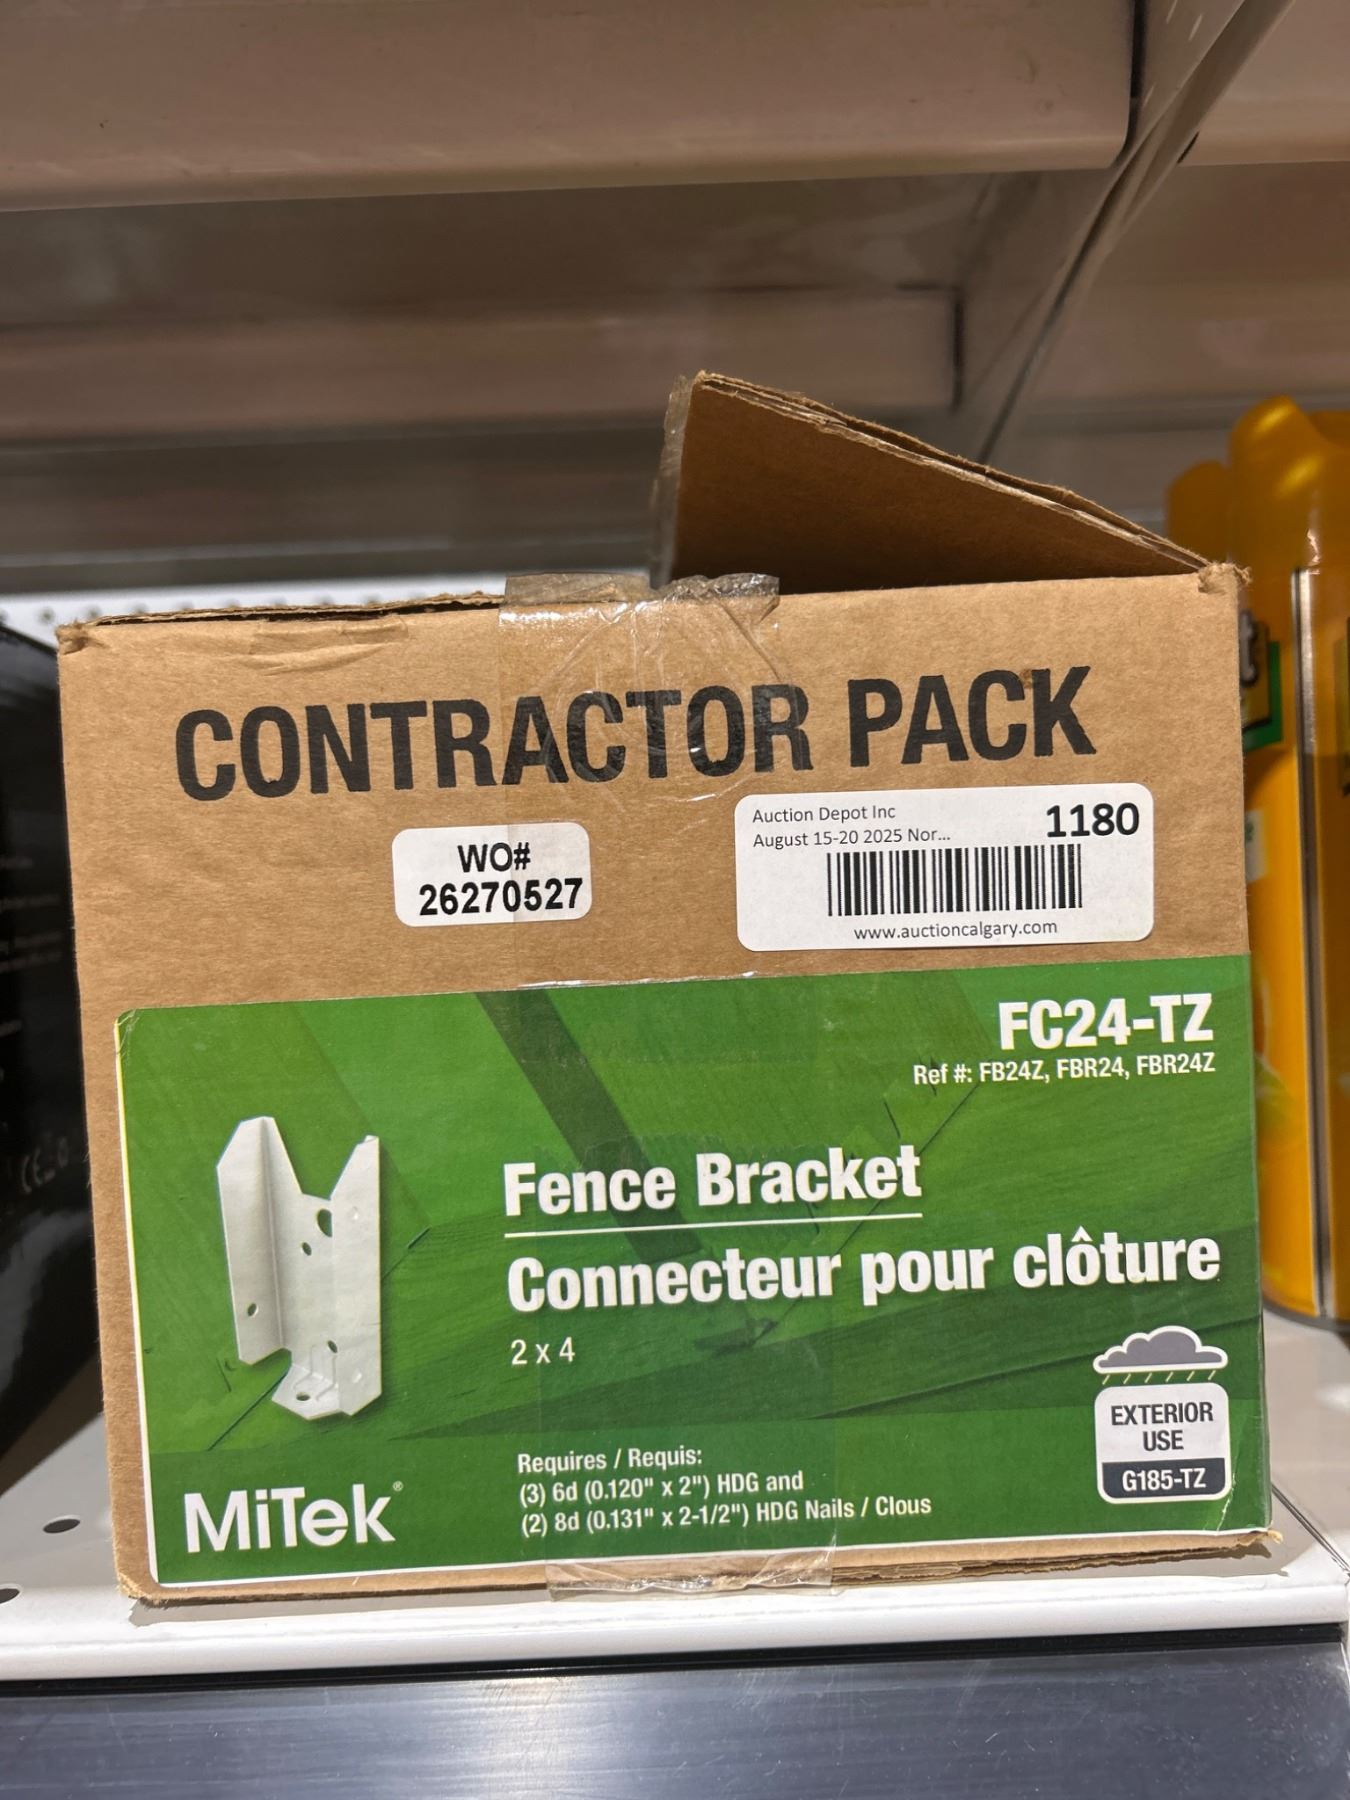 CONTRACTOR PACK
WO#
26270527
Auction Depot Inc
August 15-20 2025 Nor...
1180
www.auctioncalgary.com
FC24-TZ
Ref #: FB24Z, FBR24, FBR24Z
Fence Bracket
Connecteur pour clôture
2 x 4
EXTERIOR
USE
G185-TZ
Requires / Requis:
(3) 6d (0.120" x 2") HDG and
(2) 8d (0.131" x 2-1/2") HDG Nails / Clous
MiTek®
CE